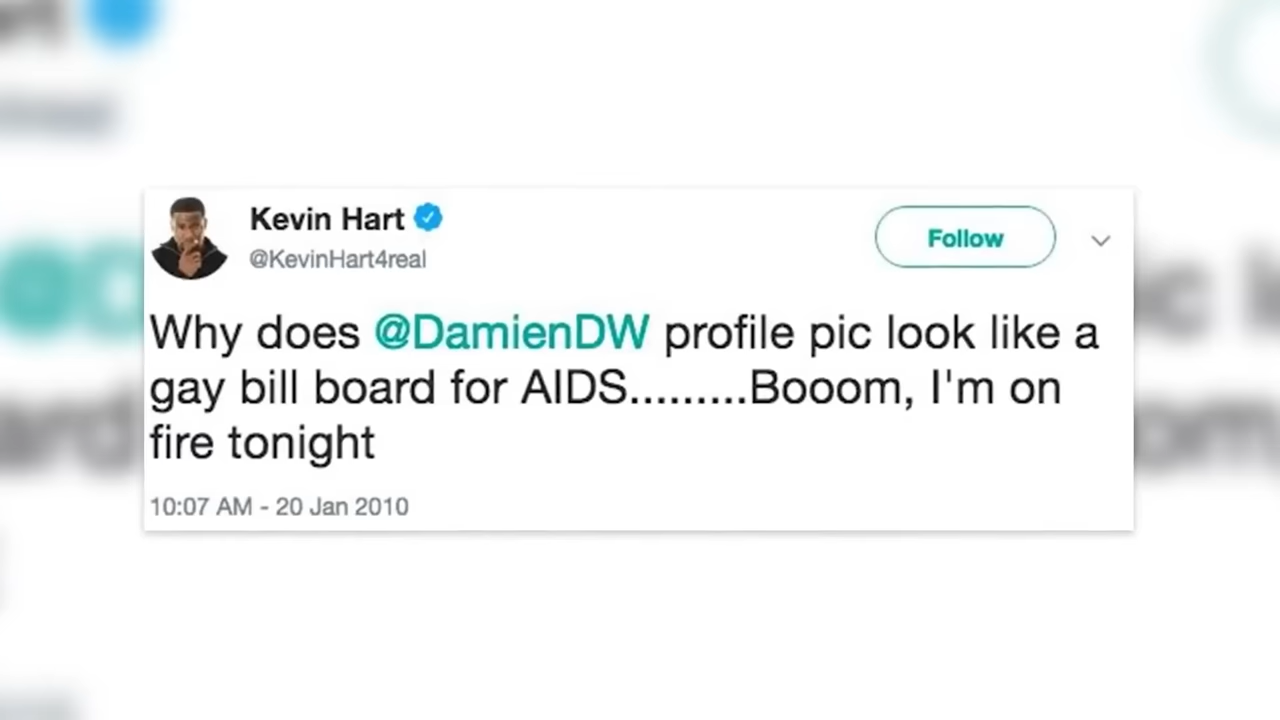 Kevin Hart
@KevinHart4real
Follow
Why does @DamienDW profile pic look like a
gay bill board for AIDS.........Booom, I'm on
fire tonight
10:07 AM - 20 Jan 2010